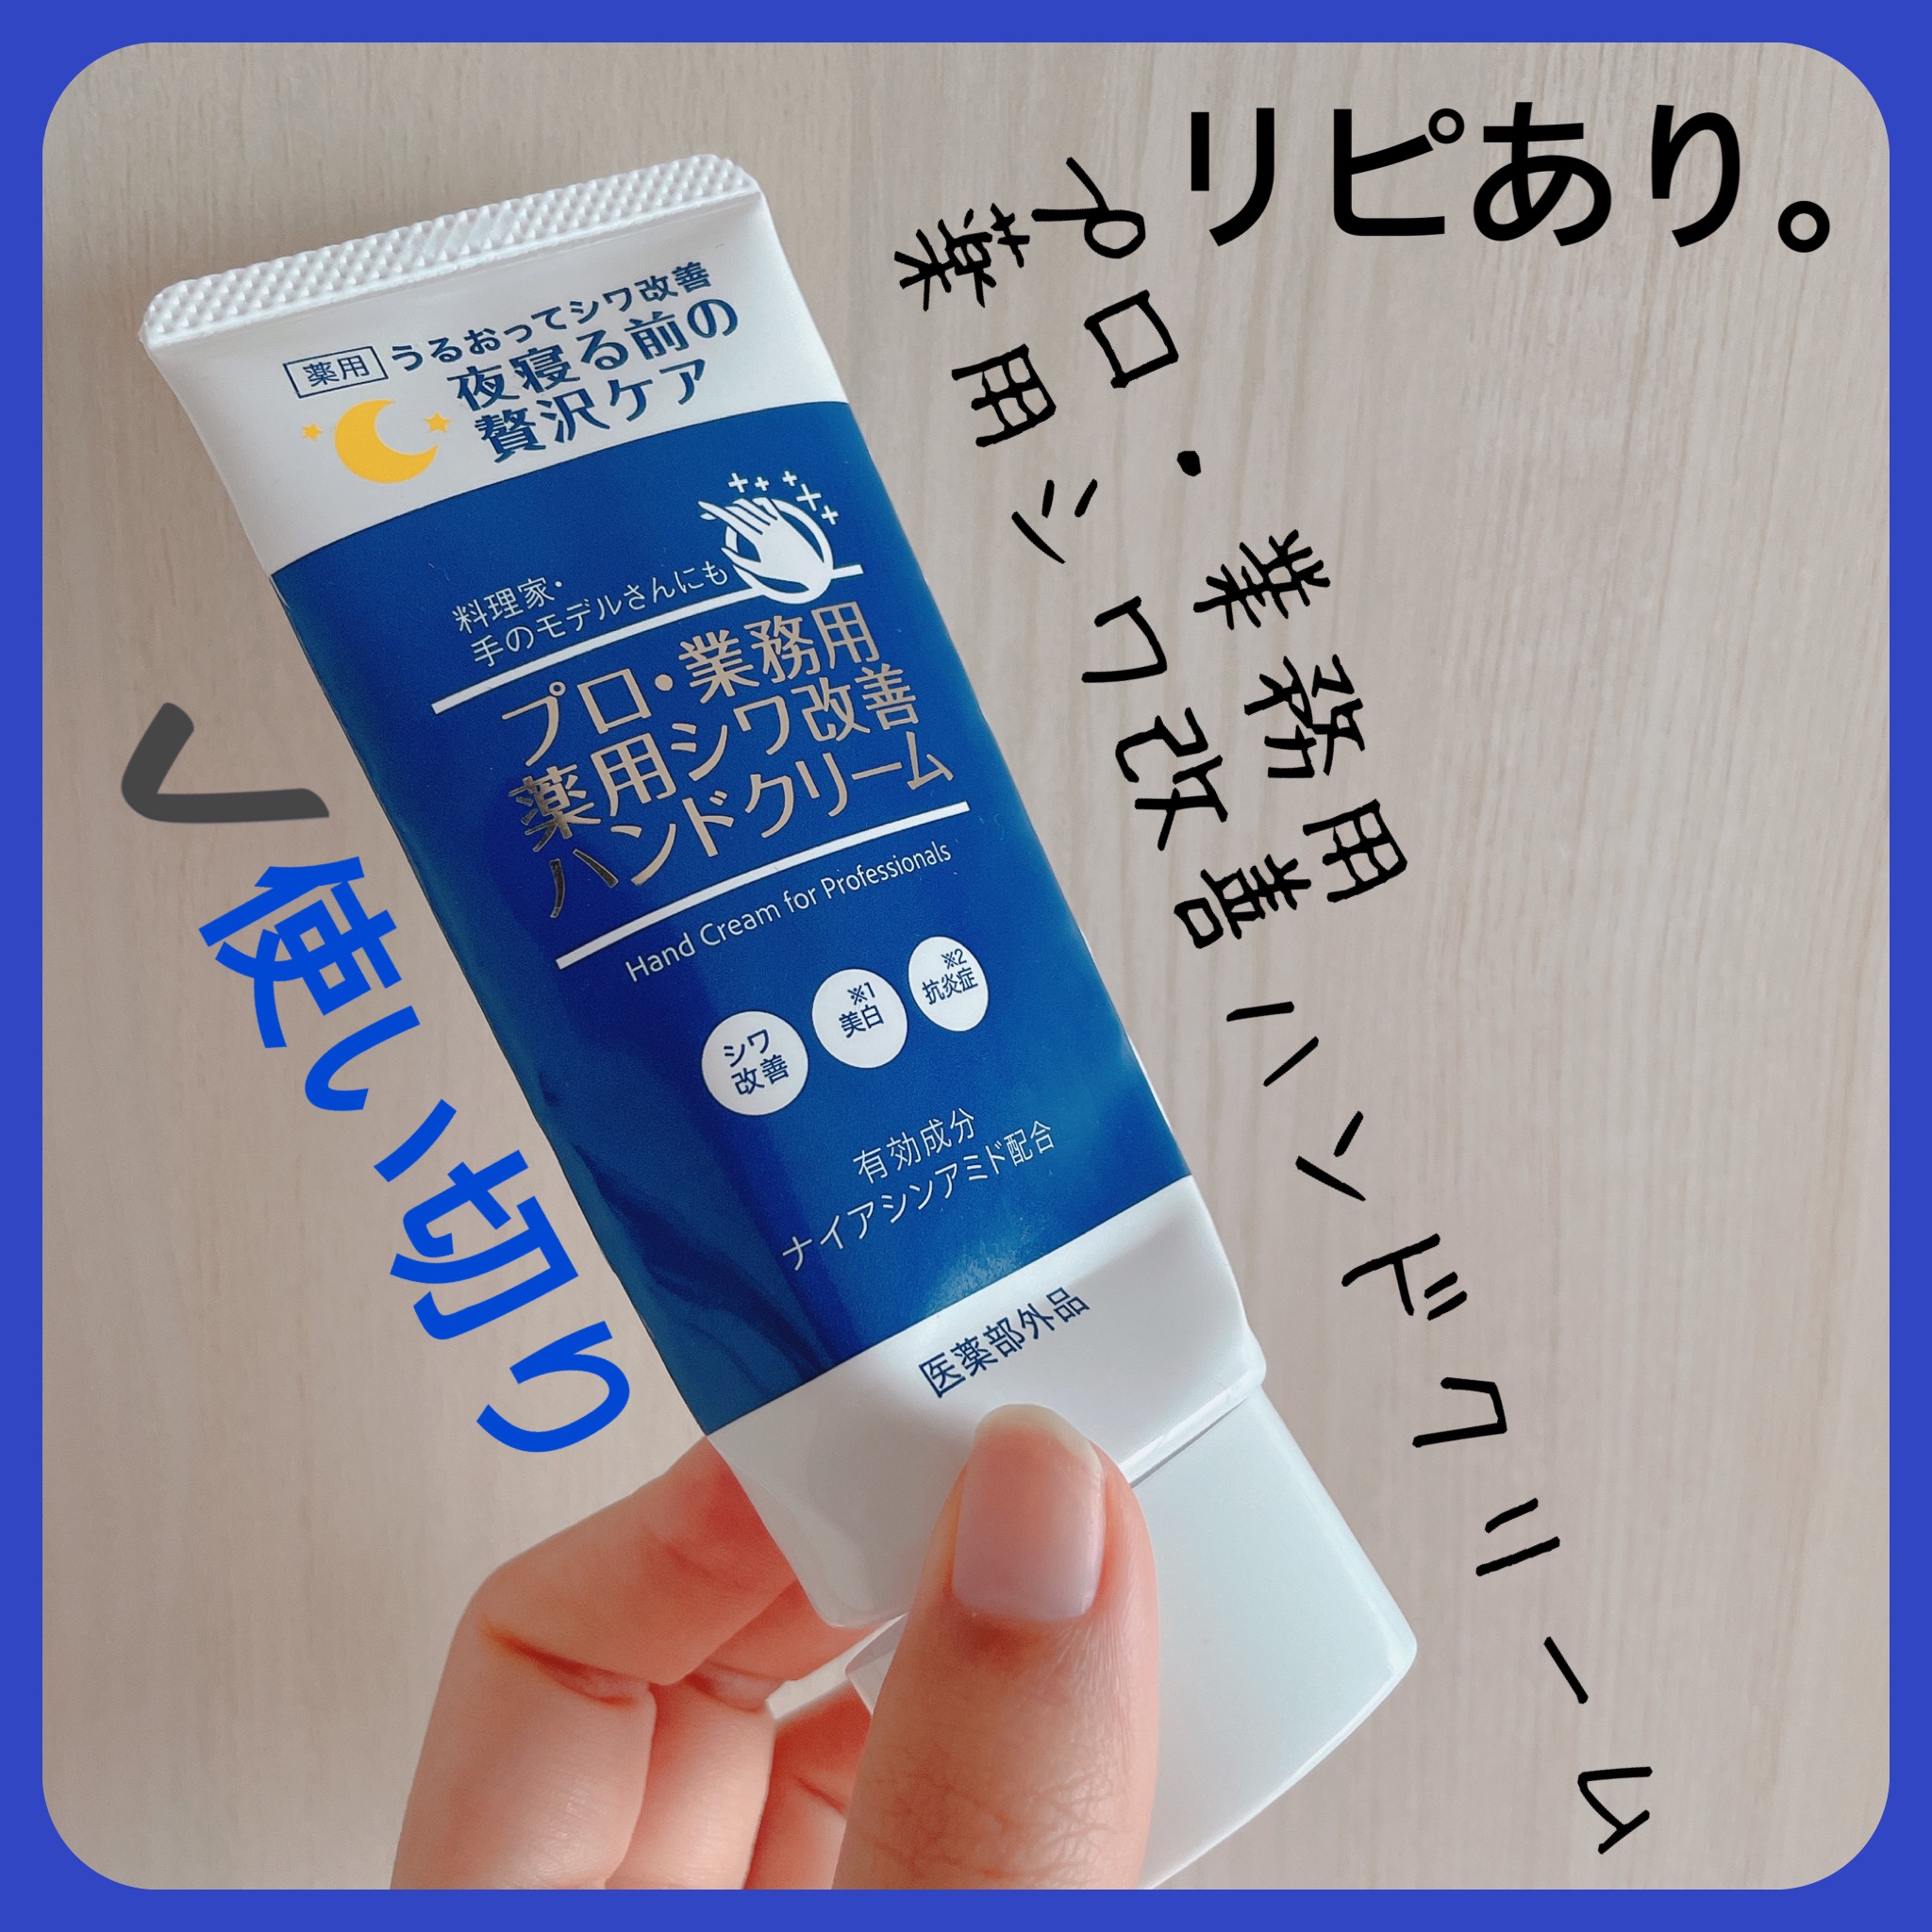 リピあり。
プロ・業務用
薬用シワ改善ハンドクリーム
✓使い切り
薬用 うるおってシワ改善
夜寝る前の
贅沢ケア
料理家・
手のモデルさんにも
プロ・業務用
薬用シワ改善
ハンドクリーム
Hand Cream for Professionals
シワ
改善
※1
美白
※2
抗炎症
有効成分
ナイアシンアミド配合
医薬部外品